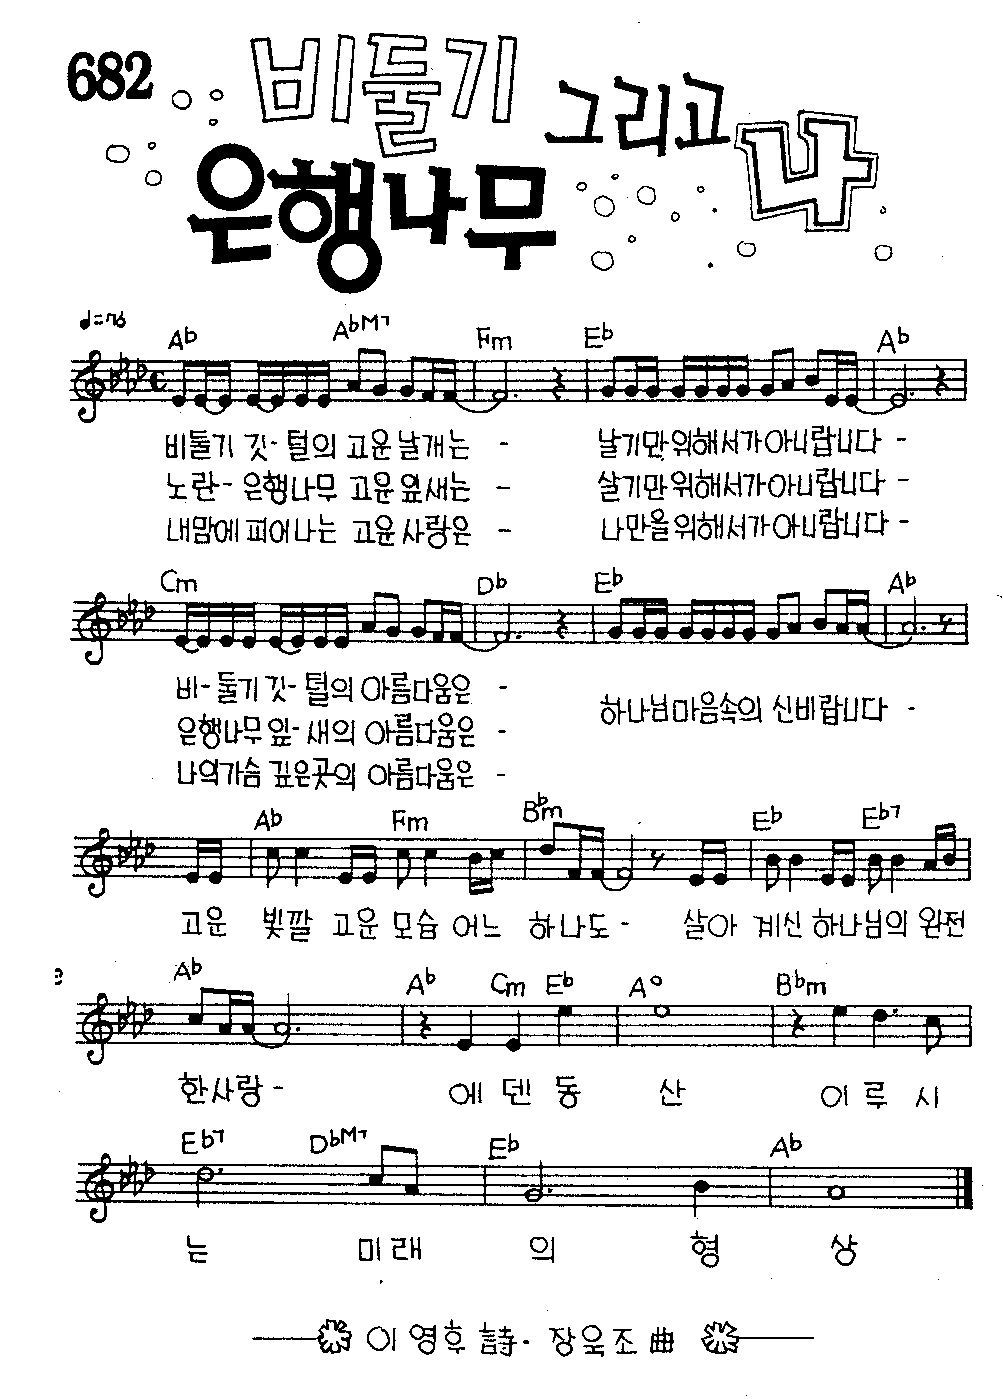 682
비둘기
은행나무
그리고
나
Ab AbM7 Fm Eb Ab
비둘기 깃- 털의 고운 날개는 - 날기만 위해서가 아니랍니다 -
노란- 은행나무 고운 잎새는 - 살기만 위해서가 아니랍니다 -
내맘에 피어나는 고운 사랑은 - 나만을 위해서가 아니랍니다 -
Cm Db Eb Ab
비- 둘기 깃- 털의 아름다움은 - 하나님 마음속의 신비랍니다 -
은행나무 잎- 새의 아름다움은 -
나의 가슴 깊은곳의 아름다움은 -
Ab Fm Bbm Eb Eb7
고운 빛깔 고운 모습 어느 하나도 - 살아 계신 하나님의 완전
Ab Ab Cm Eb A° Bbm
한사랑 - 에 덴 동 산 이 루 시
Eb7 DbM7 Eb Ab
는 미래 의 형 상
이영후 詩· 장욱조 曲